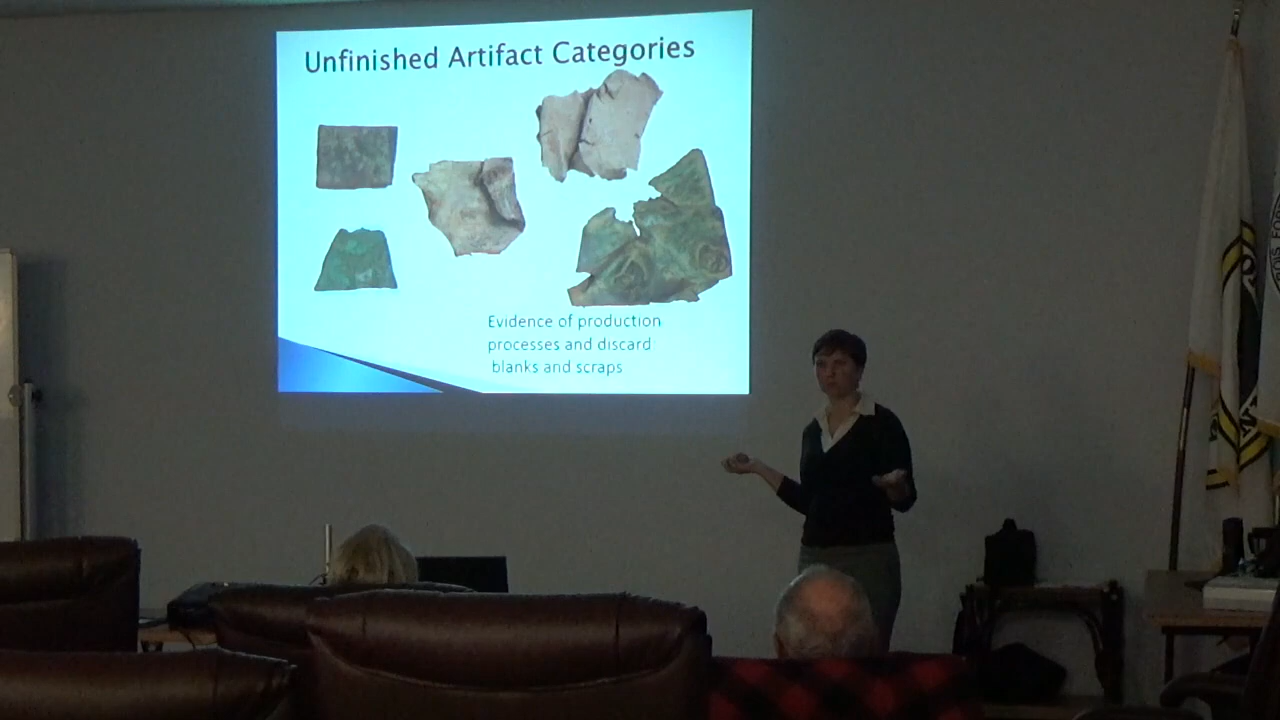 Unfinished Artifact Categories
Evidence of production
processes and discard
blanks and scraps